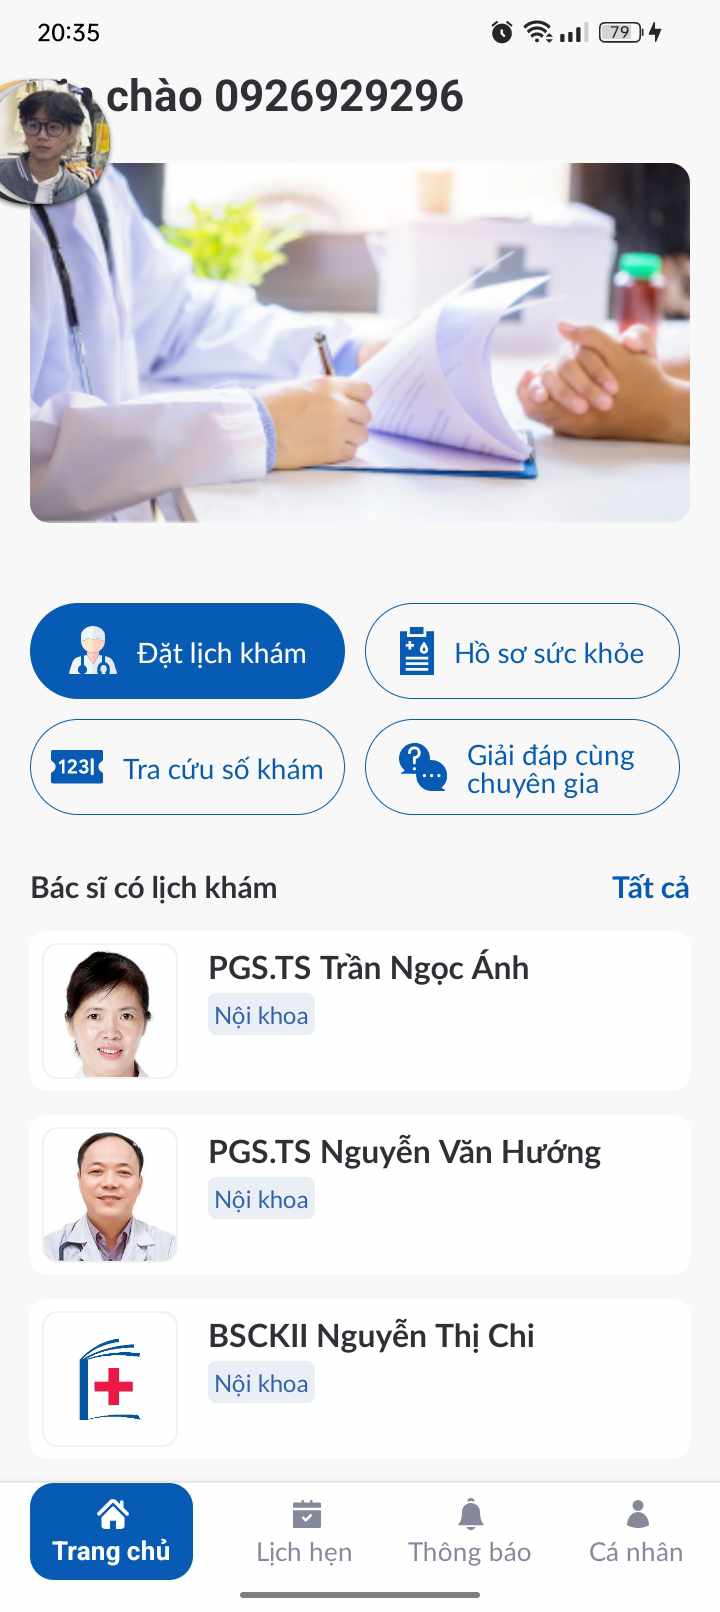 20:35
79
chào 0926929296
Đặt lịch khám
Hồ sơ sức khỏe
123
Tra cứu số khám
Giải đáp cùng
chuyên gia
Bác sĩ có lịch khám
Tất cả
PGS.TS Trần Ngọc Ánh
Nội khoa
PGS.TS Nguyễn Văn Hướng
Nội khoa
BSCKII Nguyễn Thị Chi
Nội khoa
Trang chủ
Lịch hẹn
Thông báo
Cá nhân